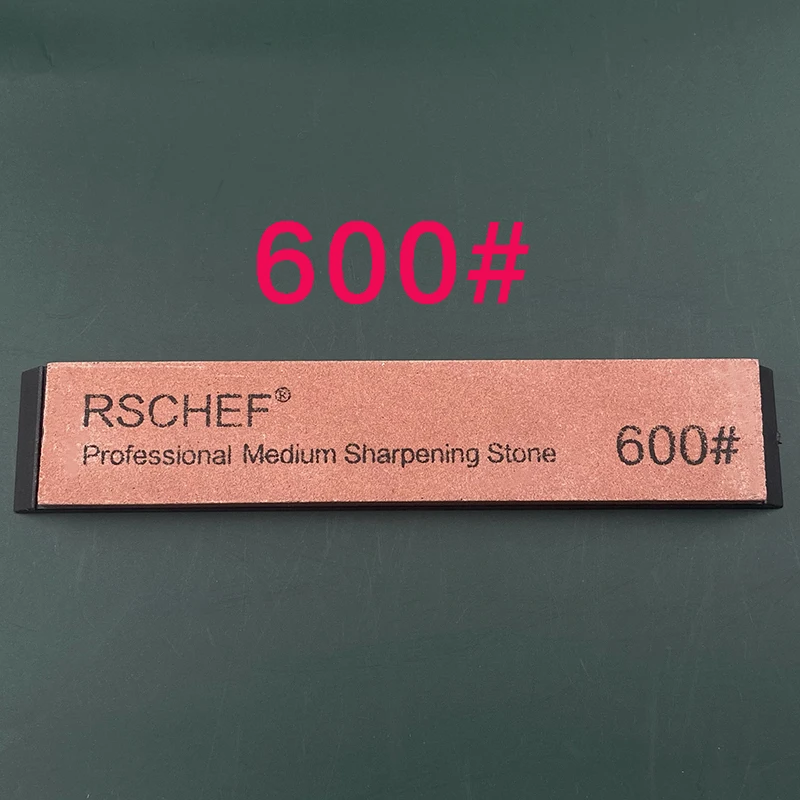 600#
RSCHEF®
Professional Medium Sharpening Stone
600#